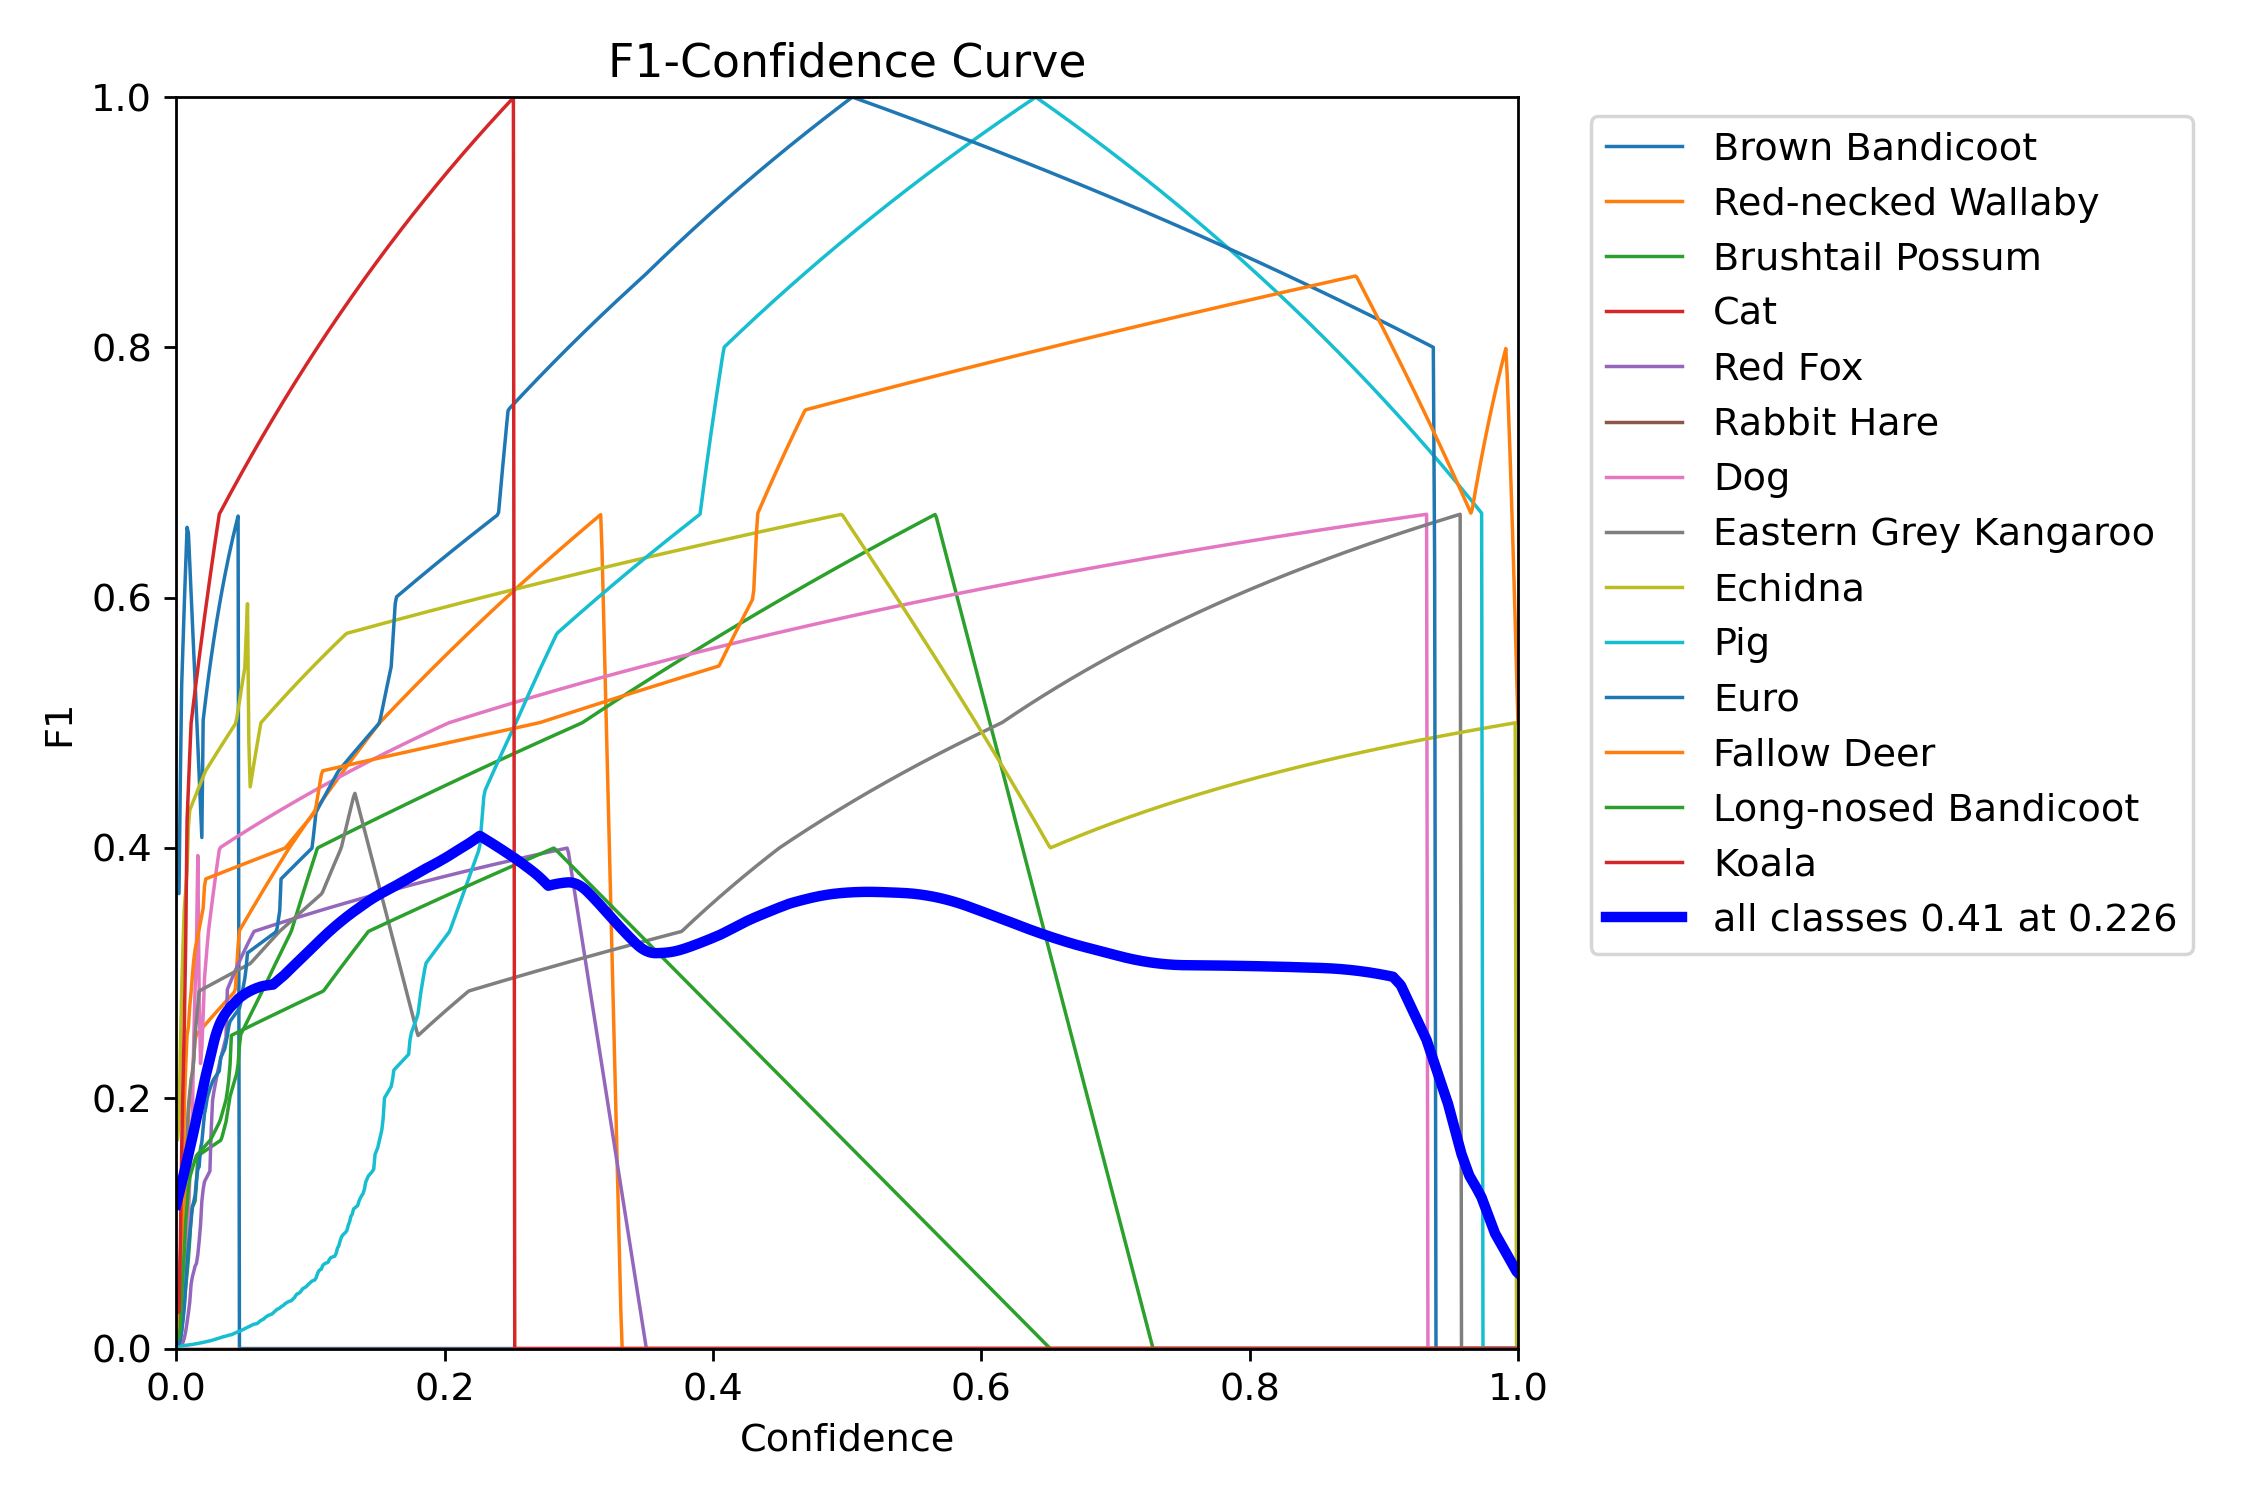 F1-Confidence Curve
1.0
0.8
0.6
0.4
0.2
0.0
F1
0.0 0.2 0.4 0.6 0.8 1.0
Confidence
Brown Bandicoot
Red-necked Wallaby
Brushtail Possum
Cat
Red Fox
Rabbit Hare
Dog
Eastern Grey Kangaroo
Echidna
Pig
Euro
Fallow Deer
Long-nosed Bandicoot
Koala
all classes 0.41 at 0.226